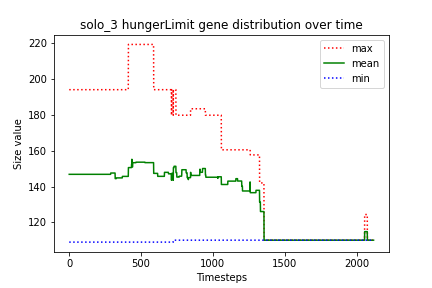 solo_3 hungerLimit gene distribution over time
max
mean
min
Size value
220
200
180
160
140
120
0
500
1000
1500
2000
Timesteps